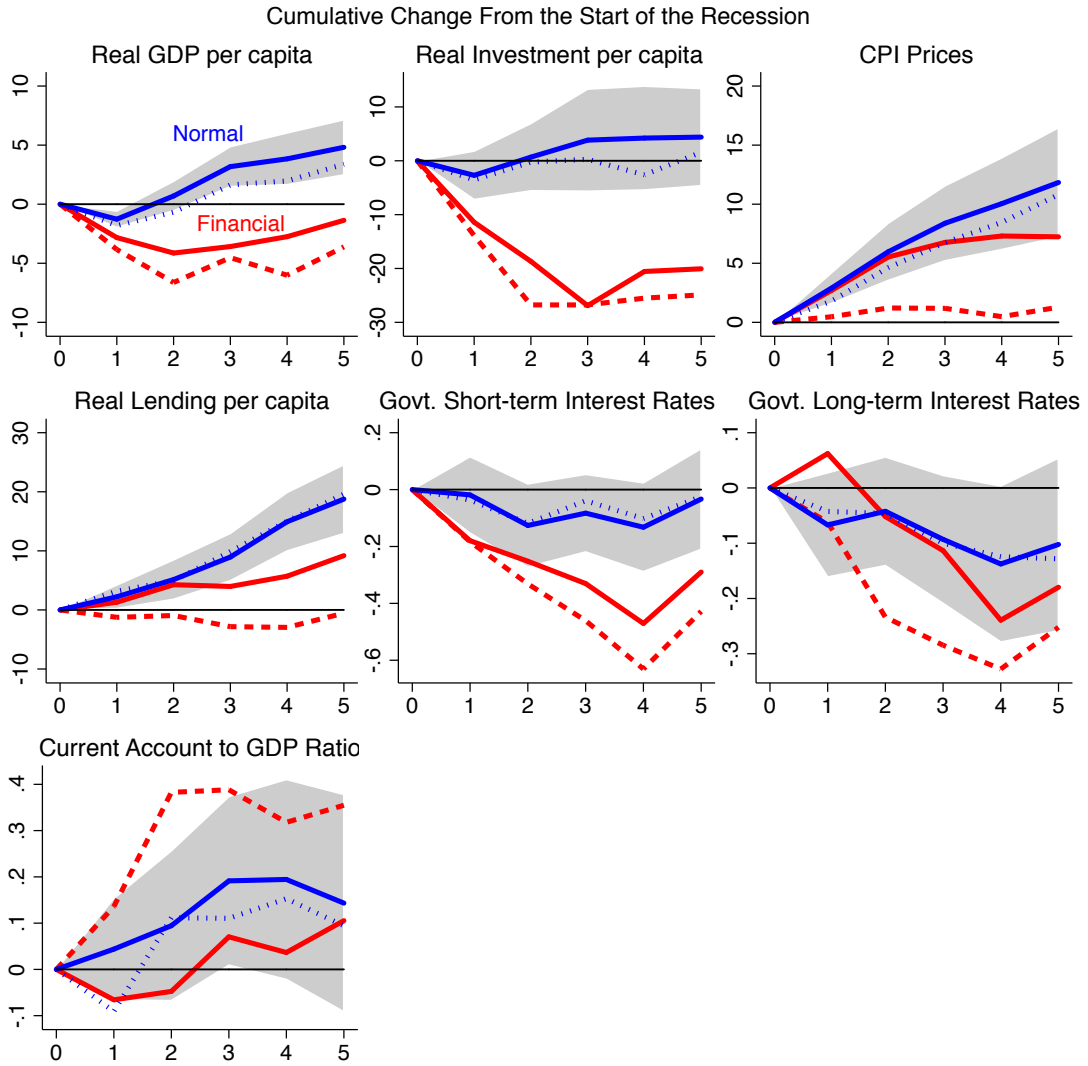 Cumulative Change From the Start of the Recession
Real GDP per capita
10
5
0
-5
-10
Normal
Financial
0 1 2 3 4 5
Real Investment per capita
10
0
-10
-20
-30
0 1 2 3 4 5
CPI Prices
20
15
10
5
0
0 1 2 3 4 5
Real Lending per capita
30
20
10
0
-10
0 1 2 3 4 5
Govt. Short-term Interest Rates
.2
0
-.2
-.4
-.6
0 1 2 3 4 5
Govt. Long-term Interest Rates
.1
0
-.1
-.2
-.3
0 1 2 3 4 5
Current Account to GDP Ratio
.4
.3
.2
.1
0
-.1
0 1 2 3 4 5